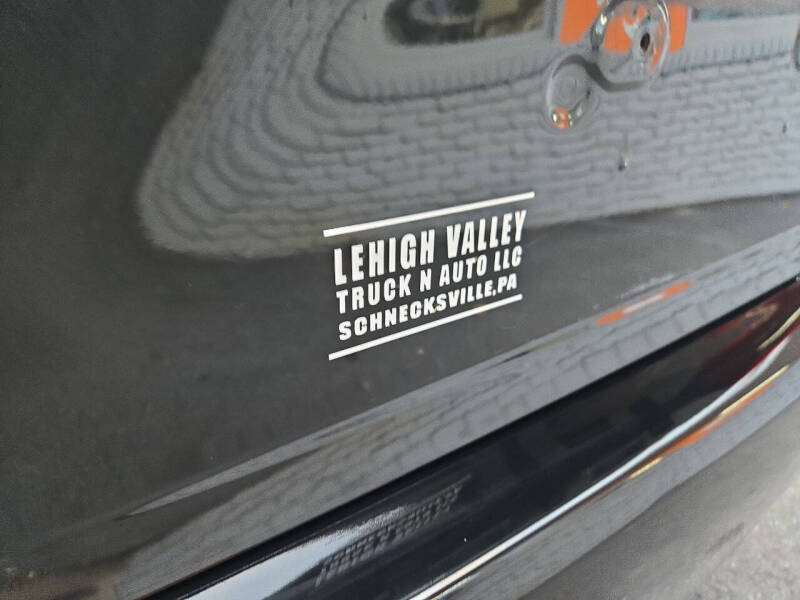 LEHIGH VALLEY
TRUCK N AUTO LLC
SCHNECKSVILLE,PA